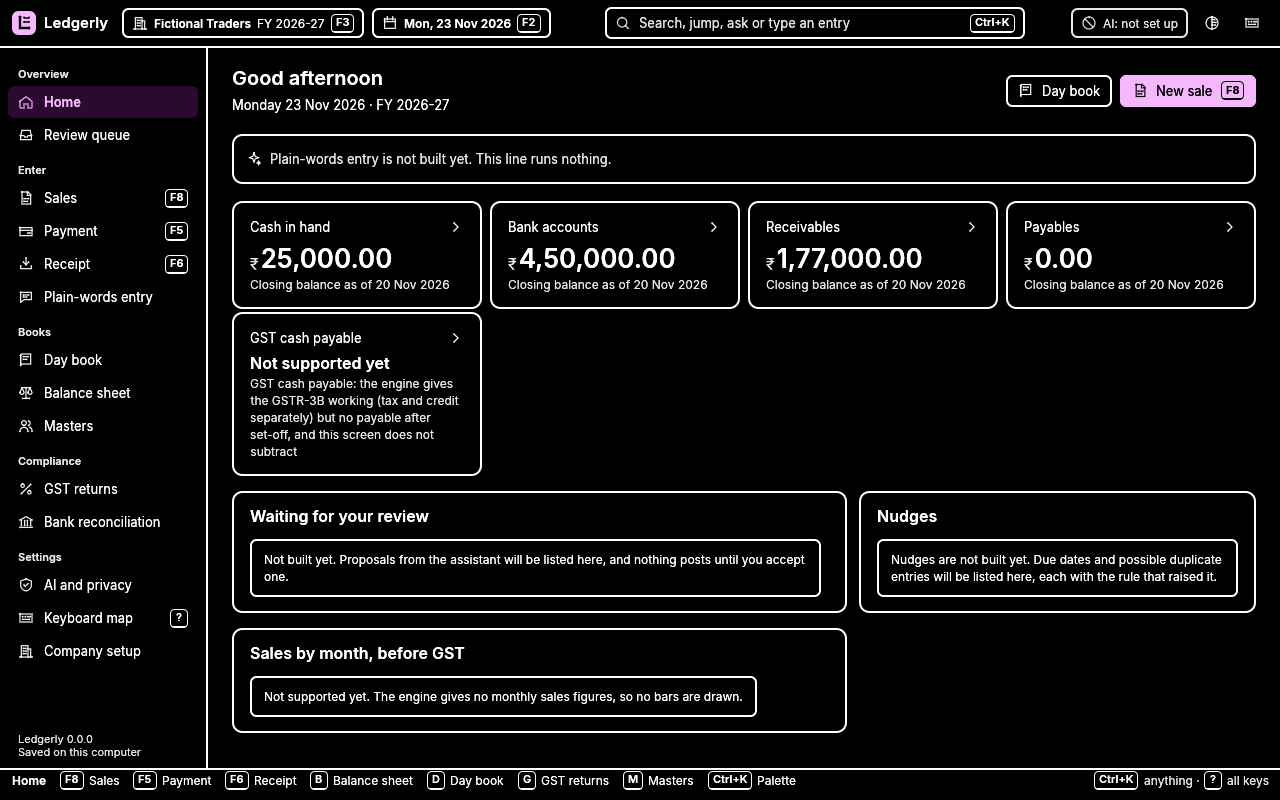 Ledgerly
Fictional Traders FY 2026-27 F3
Mon, 23 Nov 2026 F2
Search, jump, ask or type an entry Ctrl+K
AI: not set up
Overview
Home
Review queue
Enter
Sales F8
Payment F5
Receipt F6
Plain-words entry
Books
Day book
Balance sheet
Masters
Compliance
GST returns
Bank reconciliation
Settings
AI and privacy
Keyboard map ?
Company setup
Ledgerly 0.0.0
Saved on this computer
Good afternoon
Monday 23 Nov 2026 · FY 2026-27
Day book
New sale F8
Plain-words entry is not built yet. This line runs nothing.
Cash in hand
₹25,000.00
Closing balance as of 20 Nov 2026
Bank accounts
₹4,50,000.00
Closing balance as of 20 Nov 2026
Receivables
₹1,77,000.00
Closing balance as of 20 Nov 2026
Payables
₹0.00
Closing balance as of 20 Nov 2026
GST cash payable
Not supported yet
GST cash payable: the engine gives
the GSTR-3B working (tax and credit
separately) but no payable after
set-off, and this screen does not
subtract
Waiting for your review
Not built yet. Proposals from the assistant will be listed here, and nothing posts until you accept
one.
Nudges
Nudges are not built yet. Due dates and possible duplicate
entries will be listed here, each with the rule that raised it.
Sales by month, before GST
Not supported yet. The engine gives no monthly sales figures, so no bars are drawn.
Home F8 Sales F5 Payment F6 Receipt B Balance sheet D Day book G GST returns M Masters Ctrl+K Palette
Ctrl+K anything · ? all keys